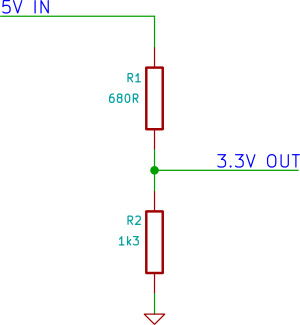 5V IN
R1
680R
3.3V OUT
R2
1k3